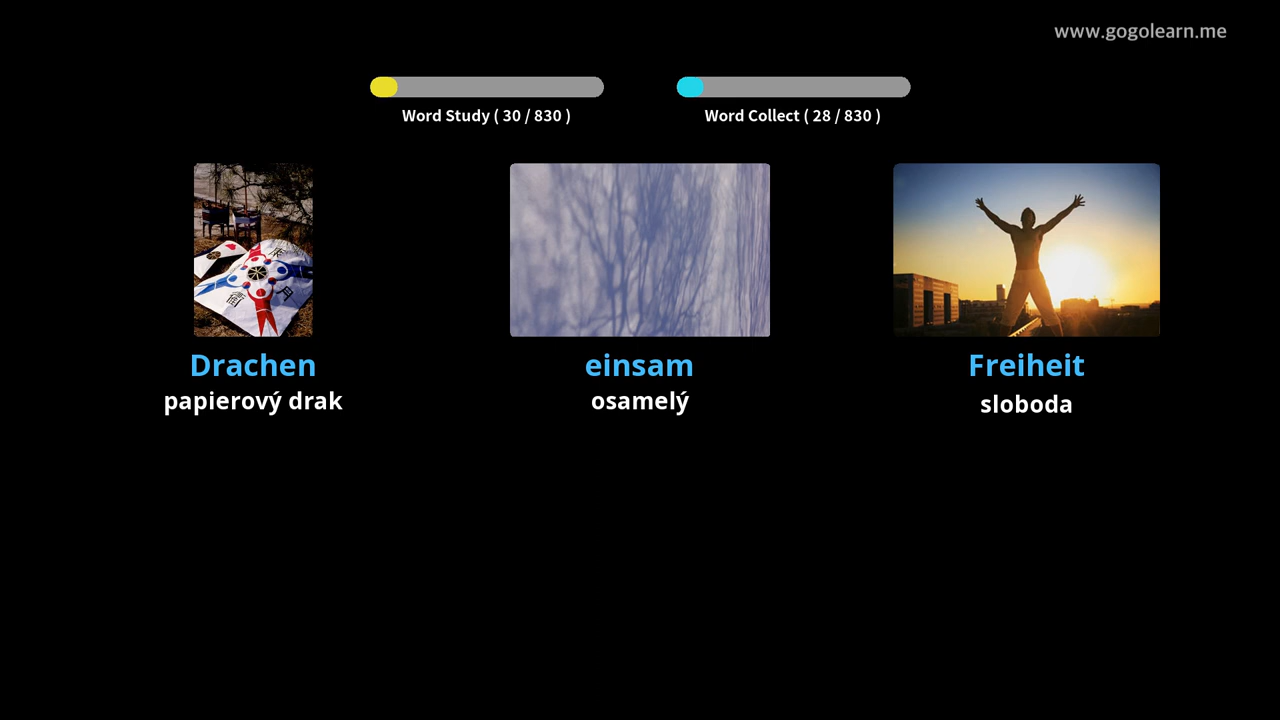 www.gogolearn.me
Word Study ( 30 / 830 )
Word Collect ( 28 / 830 )
Drachen
papierový drak
einsam
osamelý
Freiheit
sloboda